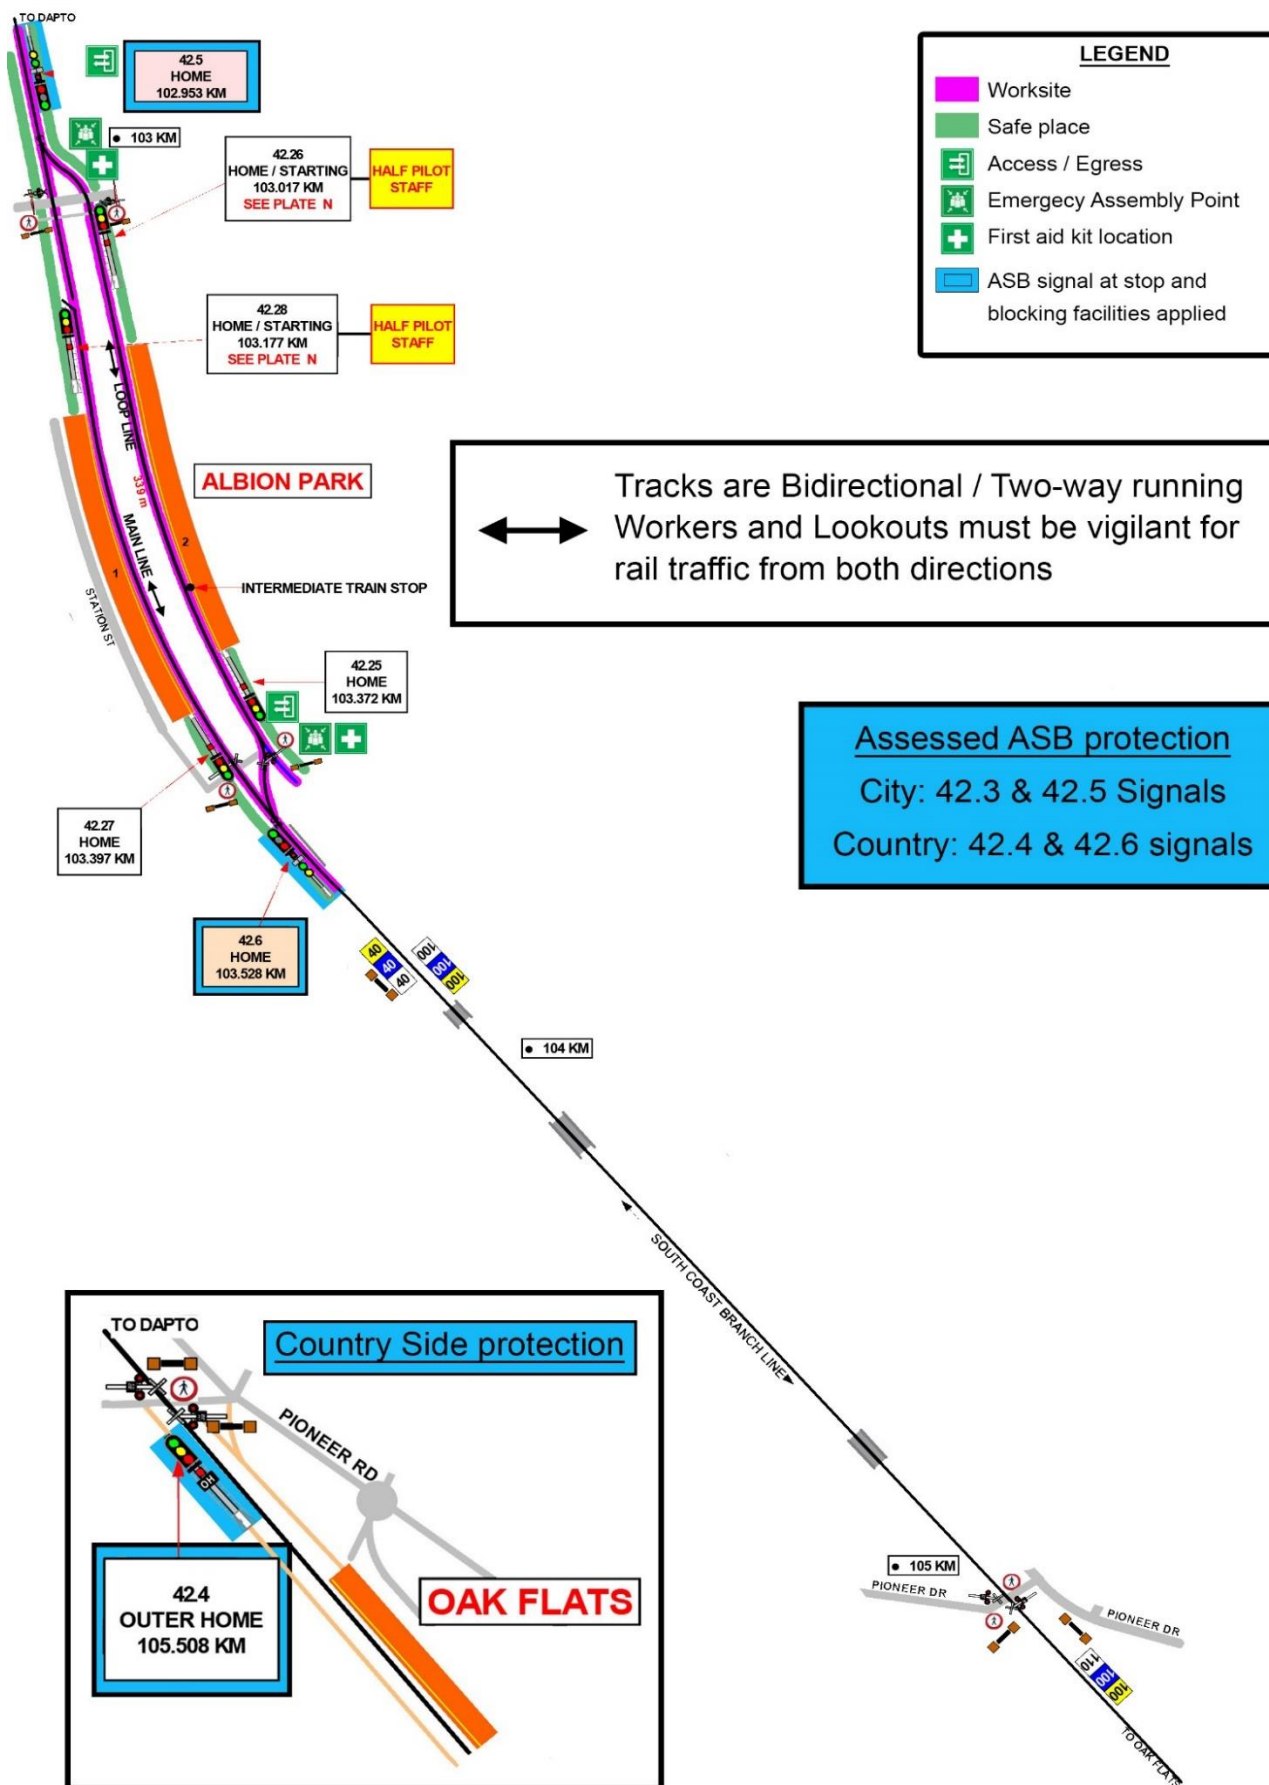 TO DAPTO
42.5
HOME
102.953 KM
LEGEND
Worksite
Safe place
Access / Egress
Emergecy Assembly Point
First aid kit location
ASB signal at stop and
blocking facilities applied
103 KM
42.26
HOME / STARTING
103.017 KM
SEE PLATE N
HALF PILOT
STAFF
42.28
HOME / STARTING
103.177 KM
SEE PLATE N
HALF PILOT
STAFF
LOOP LINE
339 m
ALBION PARK
MAIN LINE
1
2
STATION ST
INTERMEDIATE TRAIN STOP
Tracks are Bidirectional / Two-way running
Workers and Lookouts must be vigilant for
rail traffic from both directions
42.25
HOME
103.372 KM
Assessed ASB protection
City: 42.3 & 42.5 Signals
Country: 42.4 & 42.6 signals
42.27
HOME
103.397 KM
42.6
HOME
103.528 KM
40
40
40
100
100
100
104 KM
SOUTH COAST BRANCH LINE
TO DAPTO
Country Side protection
PIONEER RD
OH
42.4
OUTER HOME
105.508 KM
OAK FLATS
105 KM
PIONEER DR
PIONEER DR
110
100
100
TO OAK FLATS